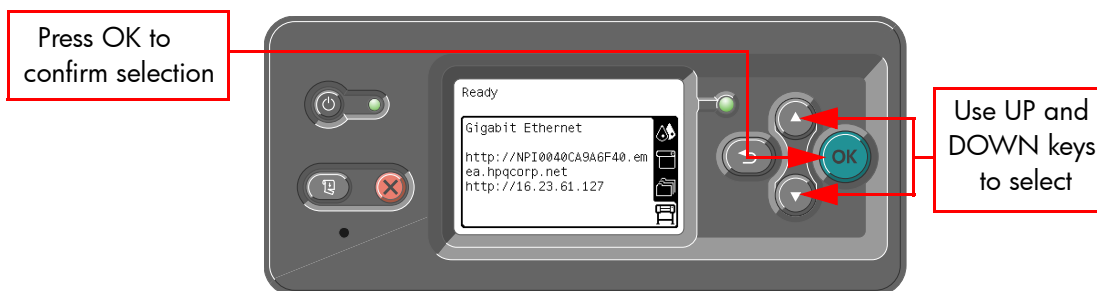 Press OK to
confirm selection
Ready
Gigabit Ethernet
http://NPI0040CA9A6F40.em
ea.hpqcorp.net
http://16.23.61.127
OK
Use UP and
DOWN keys
to select